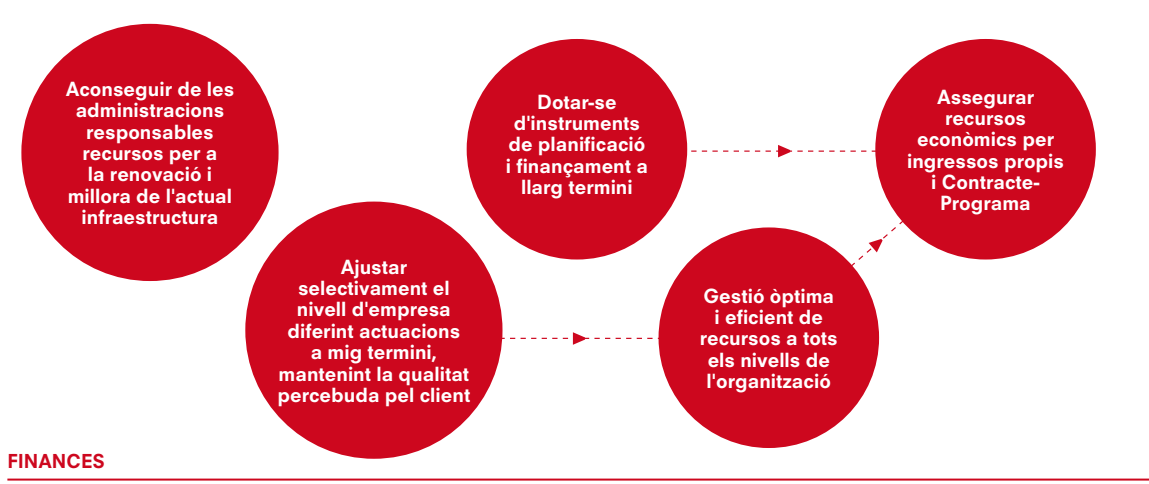 Aconseguir de les
administracions
responsables
recursos per a
la renovació i
millora de l'actual
infraestructura
Ajustar
selectivament el
nivell d'empresa
diferint actuacions
a mig termini,
mantenint la qualitat
percebuda pel client
Dotar-se
d'instruments
de planificació
i finançament a
llarg termini
Gestió òptima
i eficient de
recursos a tots
els nivells de
l'organització
Assegurar
recursos
econòmics per
ingressos propis
i Contracte-
Programa
FINANCES